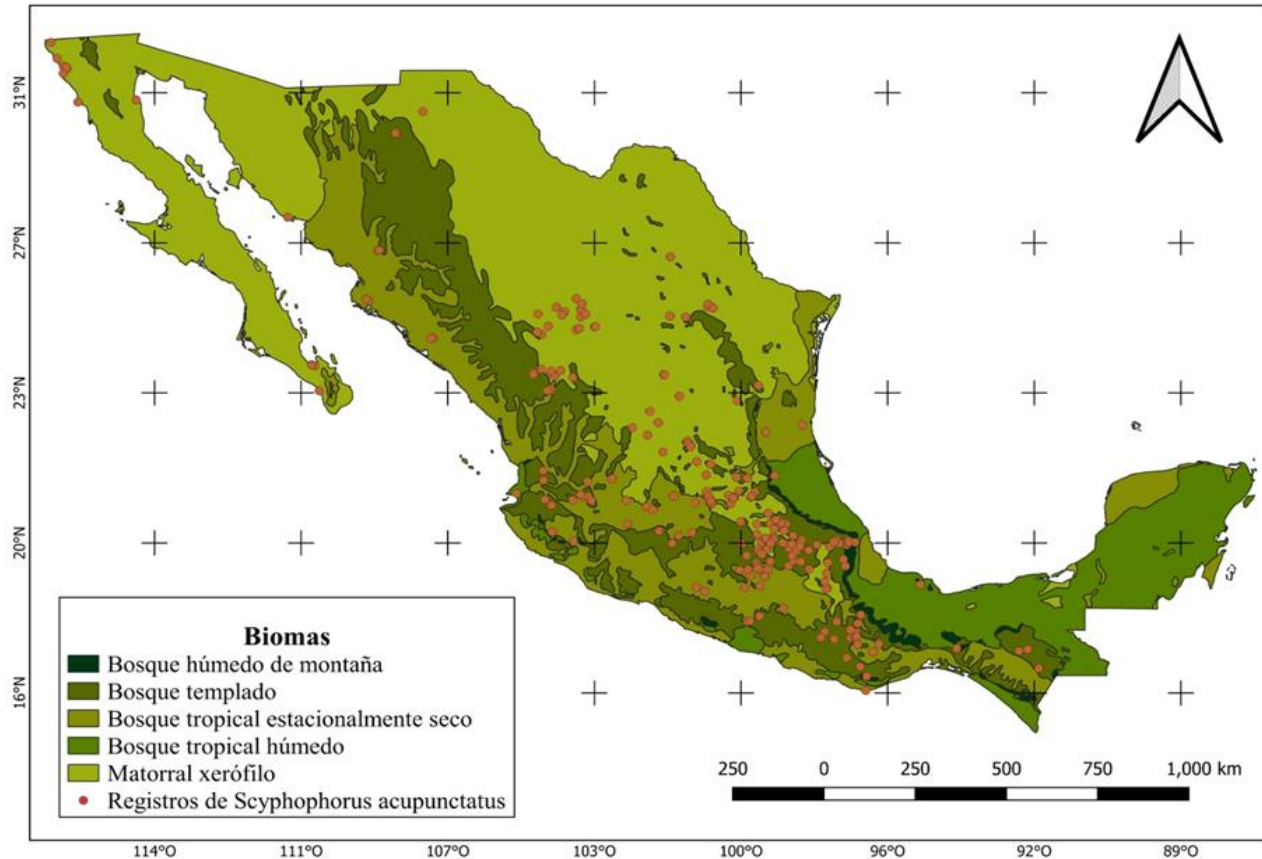 31°N
27°N
23°N
20°N
16°N
Biomas
Bosque húmedo de montaña
Bosque templado
Bosque tropical estacionalmente seco
Bosque tropical húmedo
Matorral xerófilo
Registros de Scyphophorus acupunctatus
250 0 250 500 750 1,000 km
114°O 111°O 107°O 103°O 100°O 96°O 92°O 89°O